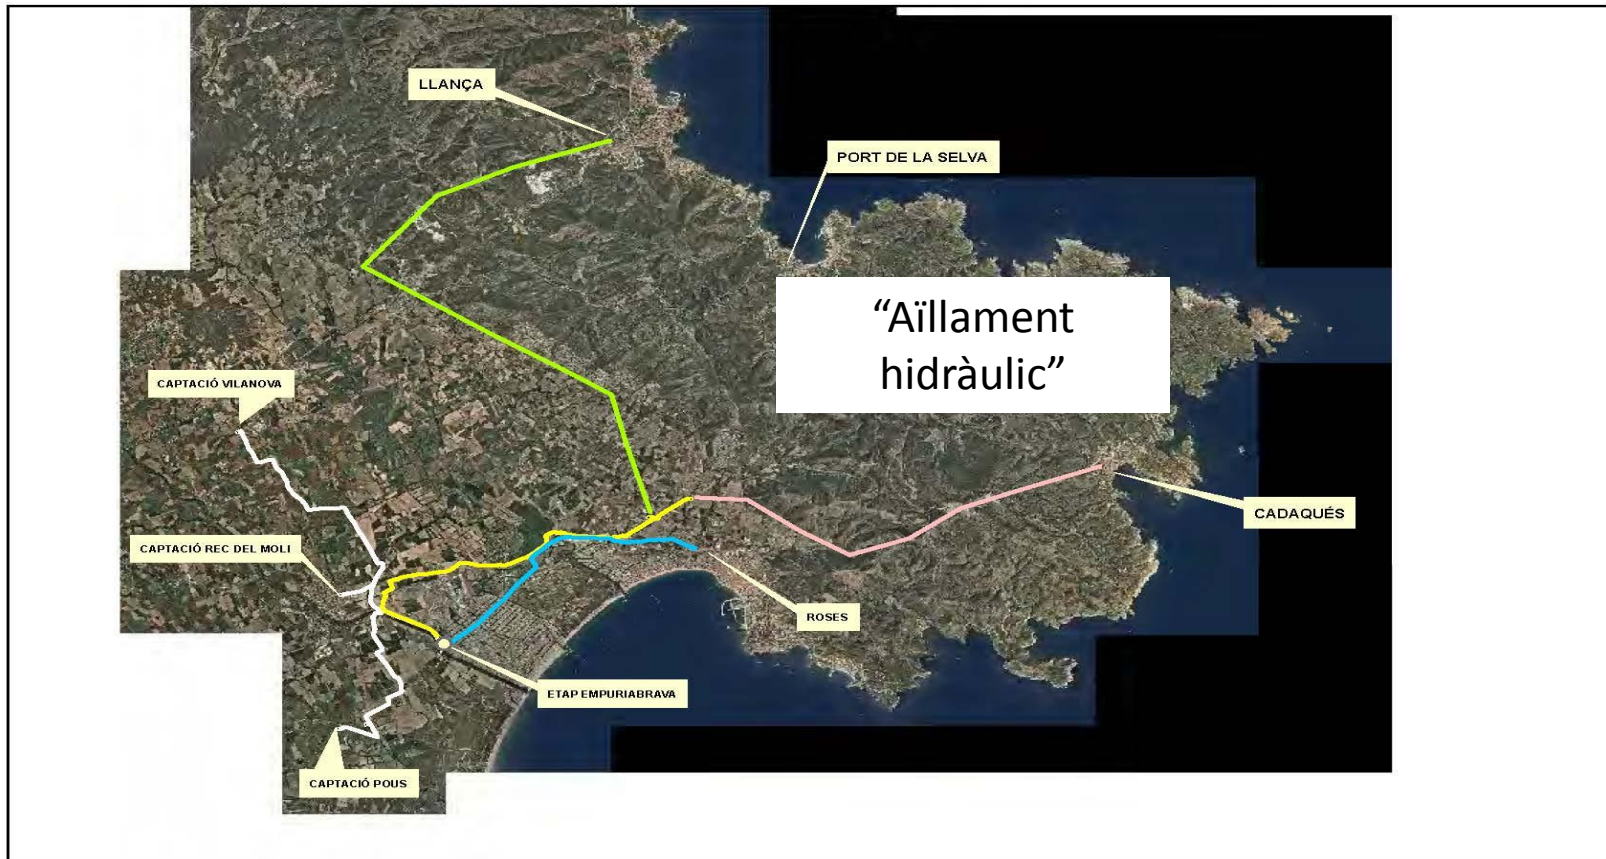 LLANÇA
PORT DE LA SELVA
“Aïllament
hidràulic”
CAPTACIÓ VILANOVA
CADAQUÉS
CAPTACIÓ REC DEL MOLI
ROSES
ETAP EMPURIABRAVA
CAPTACIÓ POUS